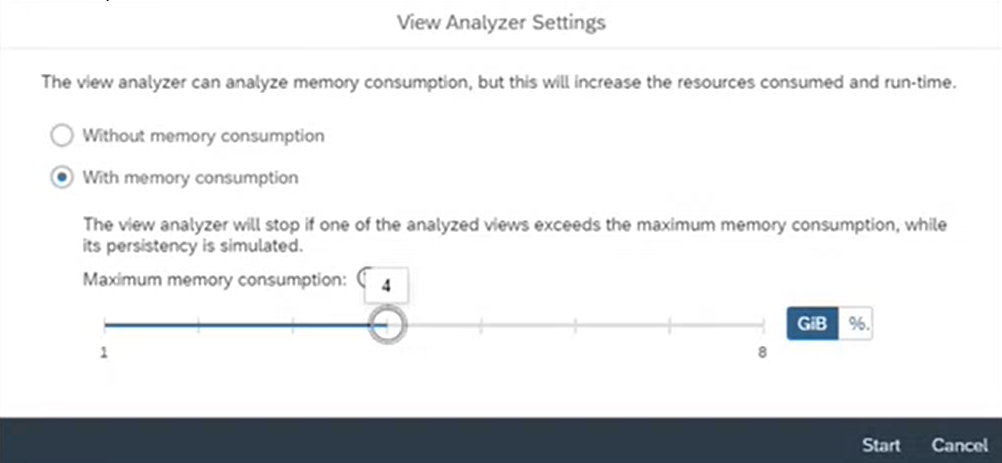 View Analyzer Settings
The view analyzer can analyze memory consumption, but this will increase the resources consumed and run-time.
Without memory consumption
With memory consumption
The view analyzer will stop if one of the analyzed views exceeds the maximum memory consumption, while
its persistency is simulated.
Maximum memory consumption:
4
GiB %.
1 8
Start Cancel